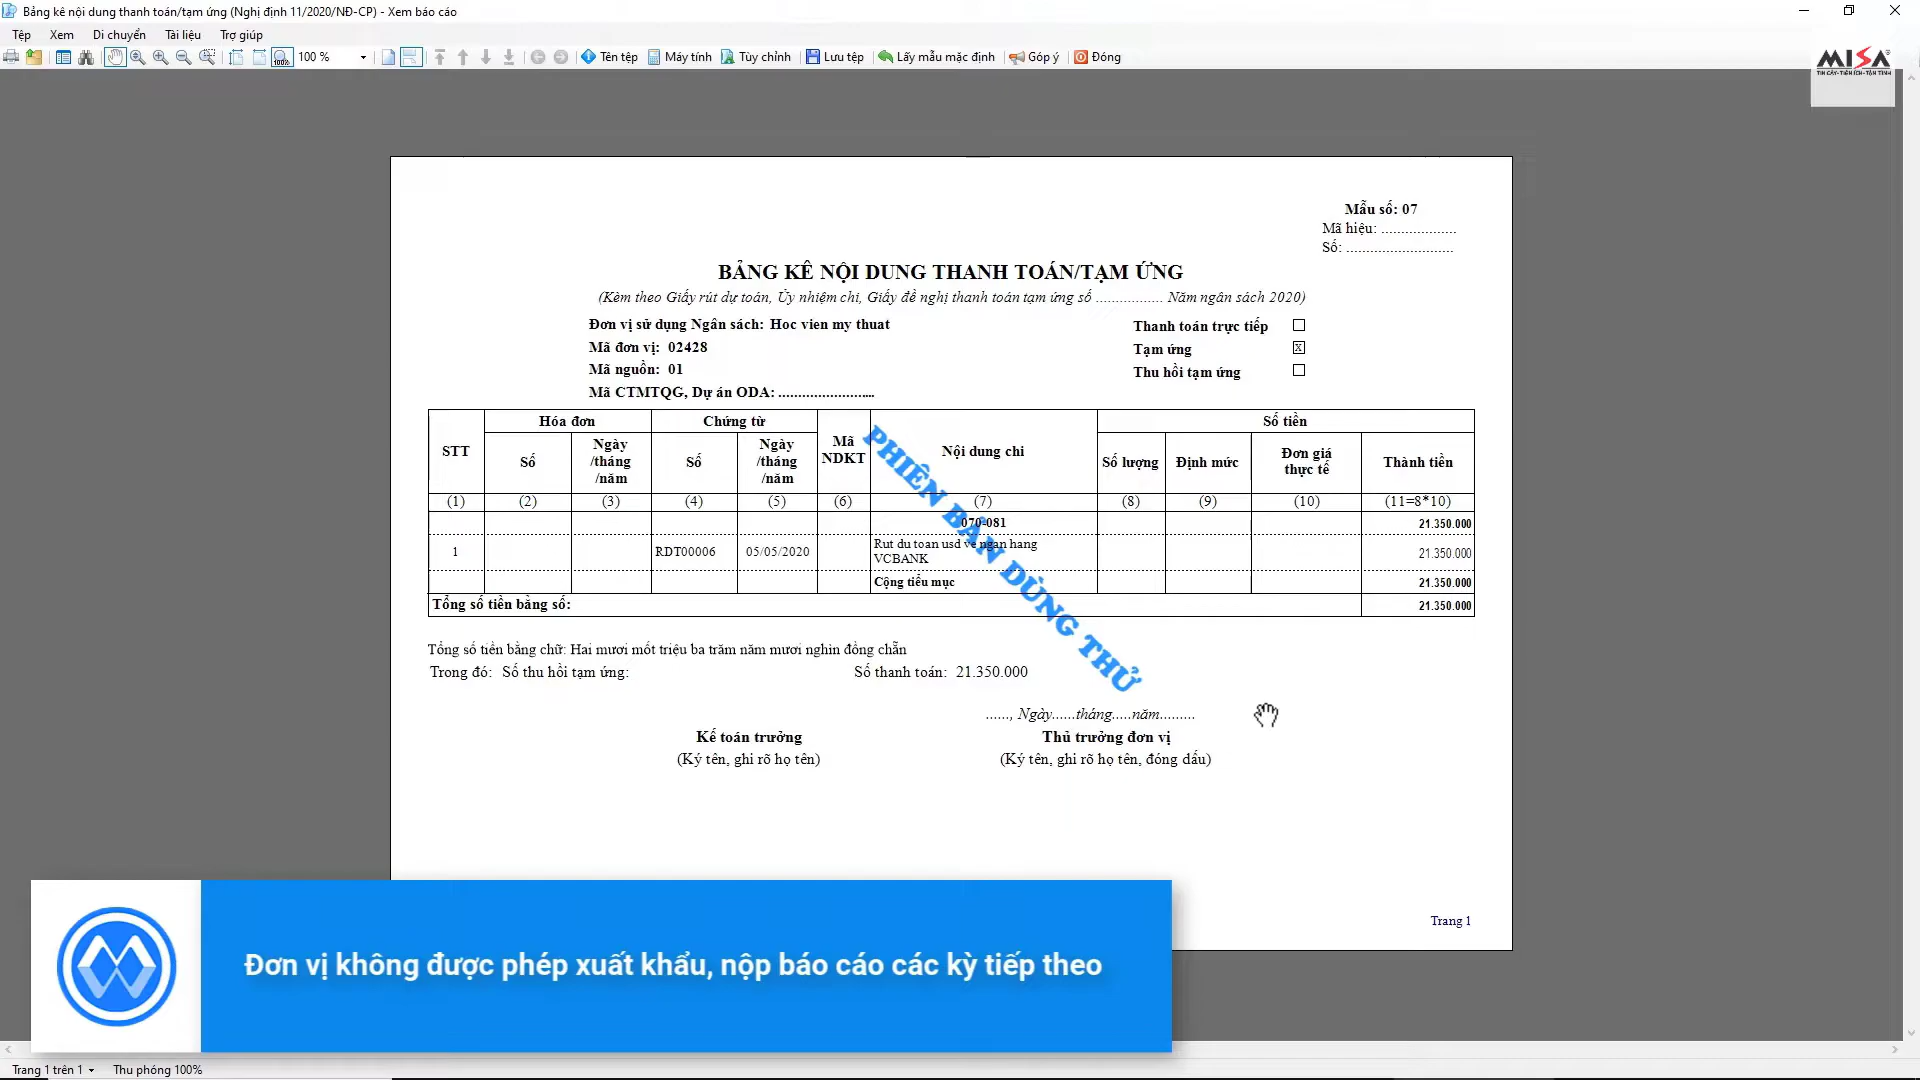 Bảng kê nội dung thanh toán/tạm ứng (Nghị định 11/2020/NĐ-CP) - Xem báo cáo
Tệp Xem Di chuyển Tài liệu Trợ giúp
100 % Tên tệp Máy tính Tùy chỉnh Lưu tệp Lấy mẫu mặc định Góp ý Đóng
MISA
TIN CẬY-TIỆN ÍCH-TẬN TÌNH
Mẫu số: 07
Mã hiệu: ...................
Số: ...........................
BẢNG KÊ NỘI DUNG THANH TOÁN/TẠM ỨNG
(Kèm theo Giấy rút dự toán, Ủy nhiệm chi, Giấy đề nghị thanh toán tạm ứng số ................. Năm ngân sách 2020)
Đơn vị sử dụng Ngân sách: Hoc vien my thuat
Thanh toán trực tiếp
Mã đơn vị: 02428
Tạm ứng X
Mã nguồn: 01
Thu hồi tạm ứng
Mã CTMTQG, Dự án ODA: ........................
STT Hóa đơn Chứng từ Mã NDKT Nội dung chi Số tiền
Số Ngày /tháng /năm Số Ngày /tháng /năm Số lượng Định mức Đơn giá thực tế Thành tiền
(1) (2) (3) (4) (5) (6) (7) (8) (9) (10) (11=8*10)
070-081 21.350.000
1 RDT00006 05/05/2020 Rut du toan usd ve ngan hang VCBANK 21.350.000
Cộng tiểu mục 21.350.000
Tổng số tiền bằng số: 21.350.000
PHIÊN BẢN DÙNG THỬ
Tổng số tiền bằng chữ: Hai mươi mốt triệu ba trăm năm mươi nghìn đồng chẵn
Trong đó: Số thu hồi tạm ứng: Số thanh toán: 21.350.000
......, Ngày......tháng.....năm.........
Kế toán trưởng Thủ trưởng đơn vị
(Ký tên, ghi rõ họ tên) (Ký tên, ghi rõ họ tên, đóng dấu)
Trang 1
Đơn vị không được phép xuất khẩu, nộp báo cáo các kỳ tiếp theo
Trang 1 trên 1 Thu phóng 100%